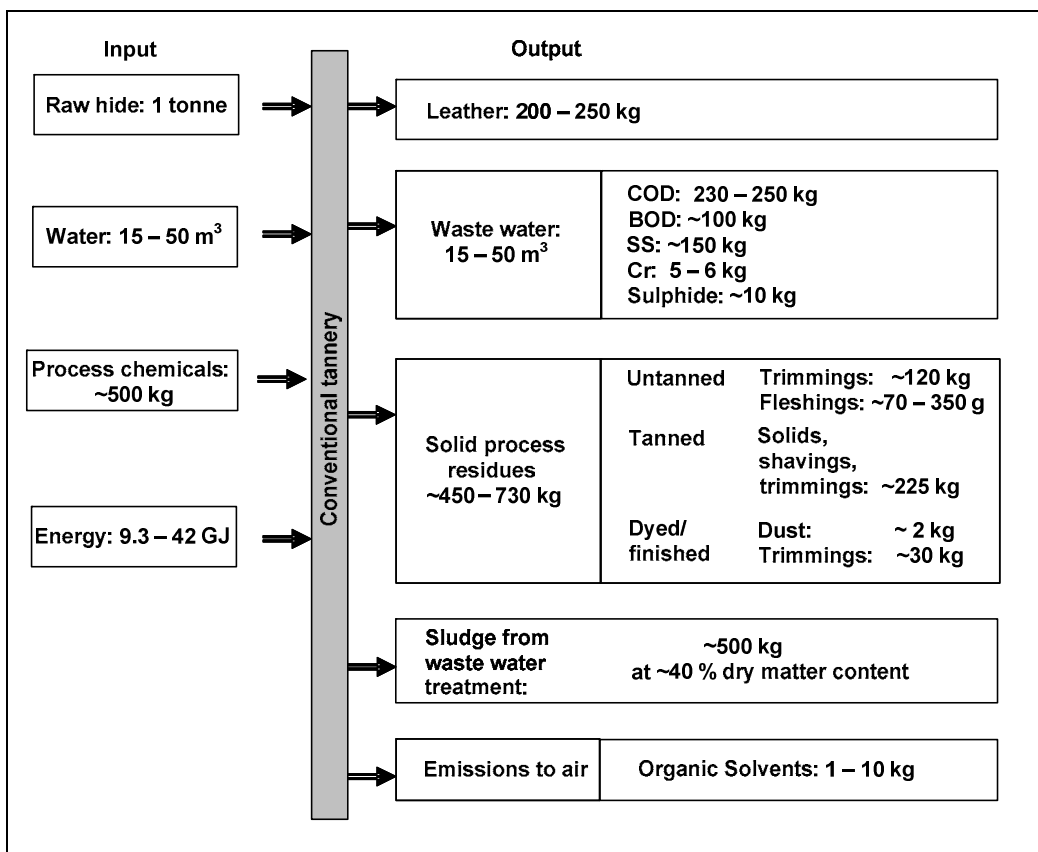 Input
Output
Raw hide: 1 tonne
Water: 15 – 50 m³
Process chemicals:
~500 kg
Energy: 9.3 – 42 GJ
Conventional tannery
Leather: 200 – 250 kg
Waste water:
15 – 50 m³
COD: 230 – 250 kg
BOD: ~100 kg
SS: ~150 kg
Cr: 5 – 6 kg
Sulphide: ~10 kg
Solid process
residues
~450 – 730 kg
Untanned Trimmings: ~120 kg
Fleshings: ~70 – 350 g
Tanned Solids,
shavings,
trimmings: ~225 kg
Dyed/ Dust: ~ 2 kg
finished Trimmings: ~30 kg
Sludge from
waste water
treatment:
~500 kg
at ~40 % dry matter content
Emissions to air
Organic Solvents: 1 – 10 kg